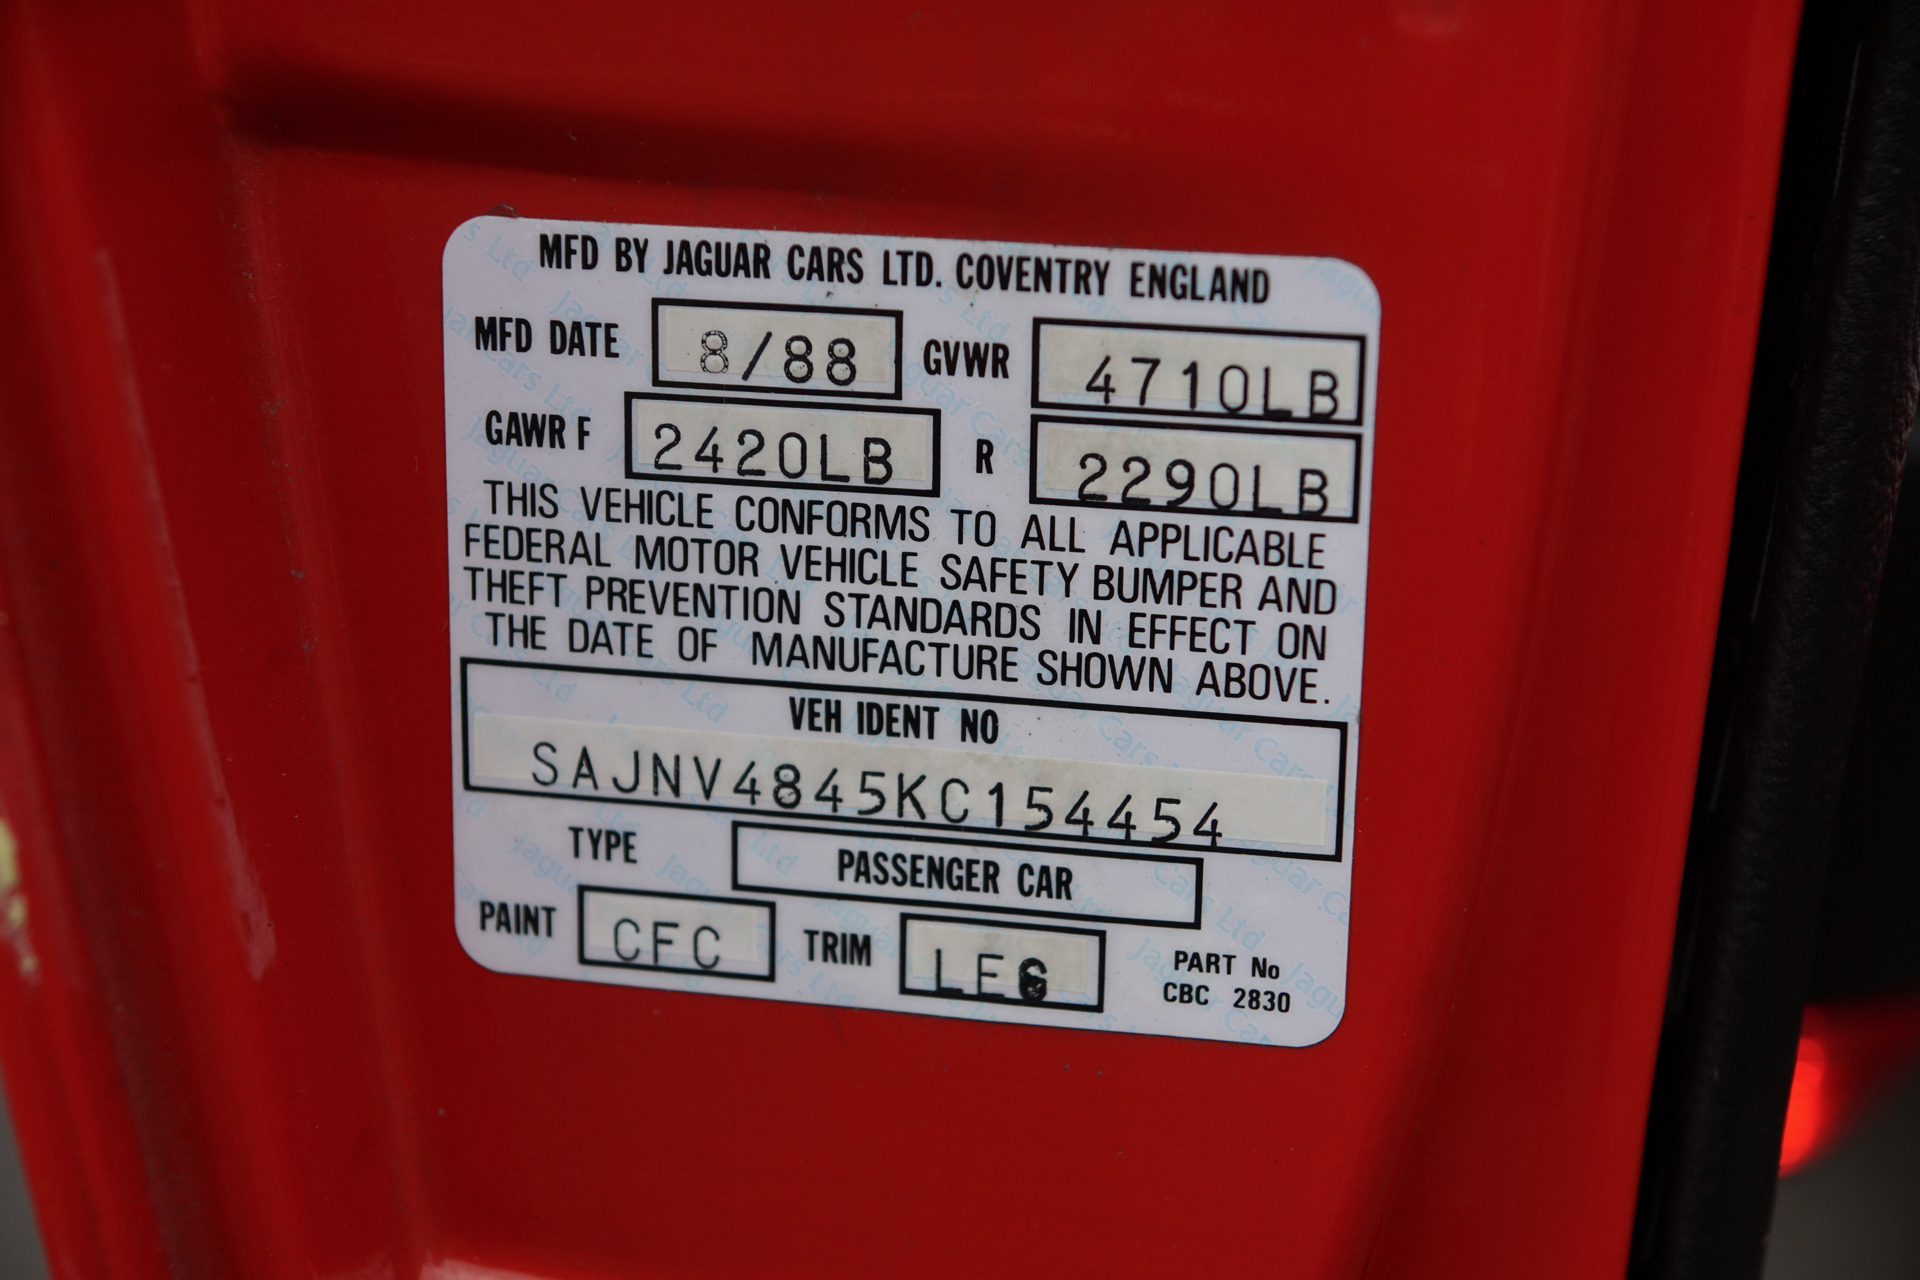 MFD BY JAGUAR CARS LTD. COVENTRY ENGLAND
MFD DATE 8/88 GVWR 4710LB
GAWR F 2420LB R 2290LB
THIS VEHICLE CONFORMS TO ALL APPLICABLE
FEDERAL MOTOR VEHICLE SAFETY BUMPER AND
THEFT PREVENTION STANDARDS IN EFFECT ON
THE DATE OF MANUFACTURE SHOWN ABOVE.
VEH IDENT NO
SAJNV4845KC154454
TYPE PASSENGER CAR
PAINT CFC TRIM LEG PART No
CBC 2830